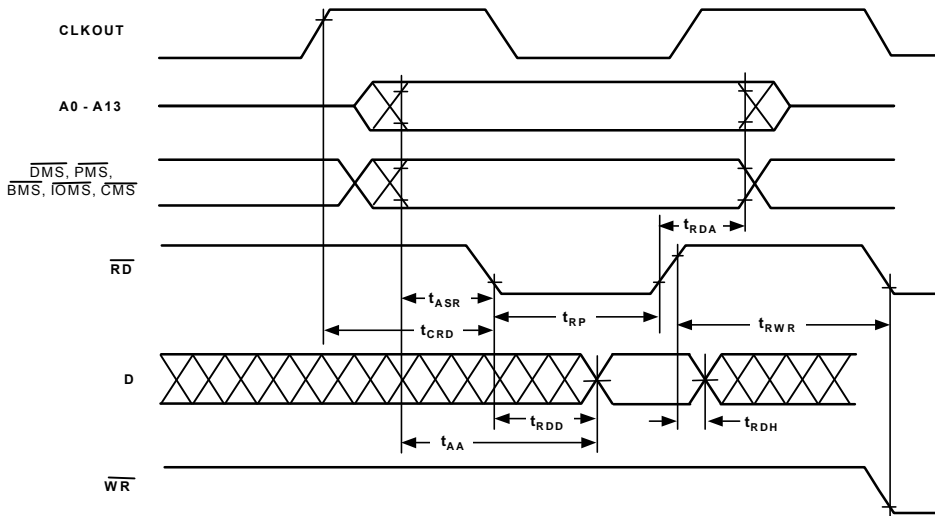 CLKOUT
A0 - A13
DMS, PMS,
BMS, IOMS, CMS
tRDA
RD
tASR
tRP
tCRD
tRWR
D
tRDD
tRDH
tAA
WR